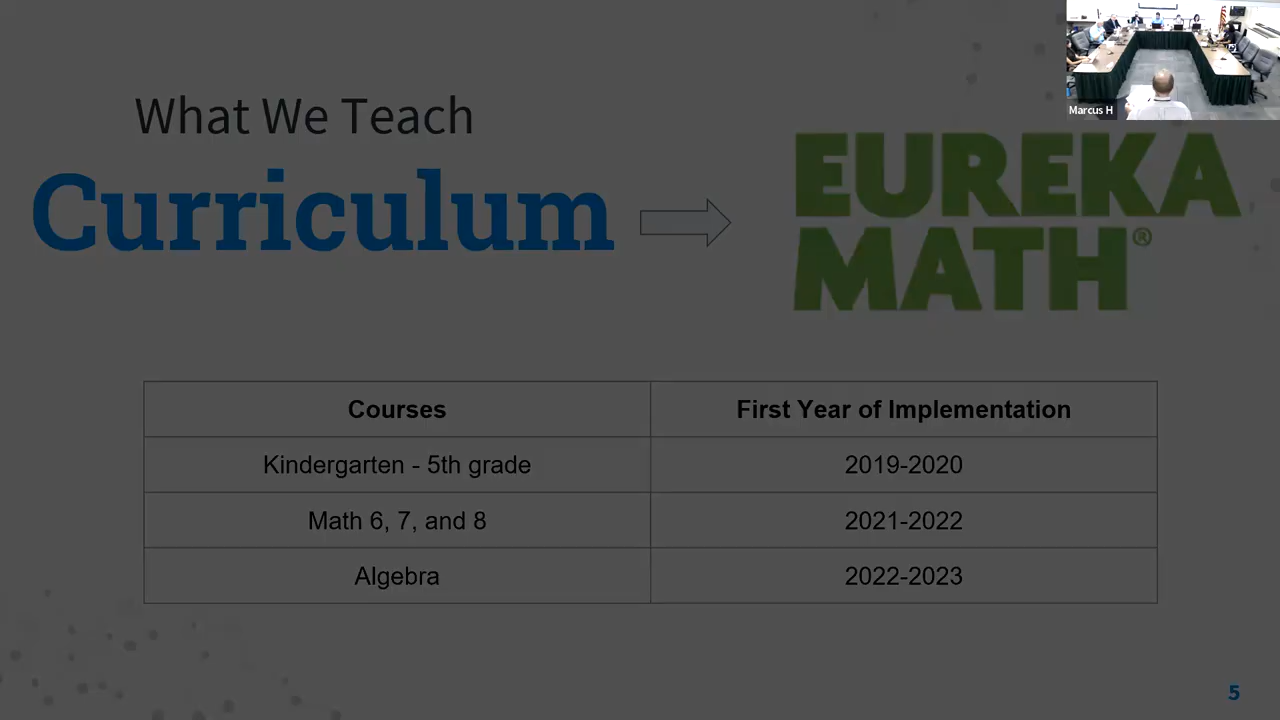 Marcus H
What We Teach
Curriculum
EUREKA
MATH®
Courses
First Year of Implementation
Kindergarten - 5th grade
2019-2020
Math 6, 7, and 8
2021-2022
Algebra
2022-2023
5